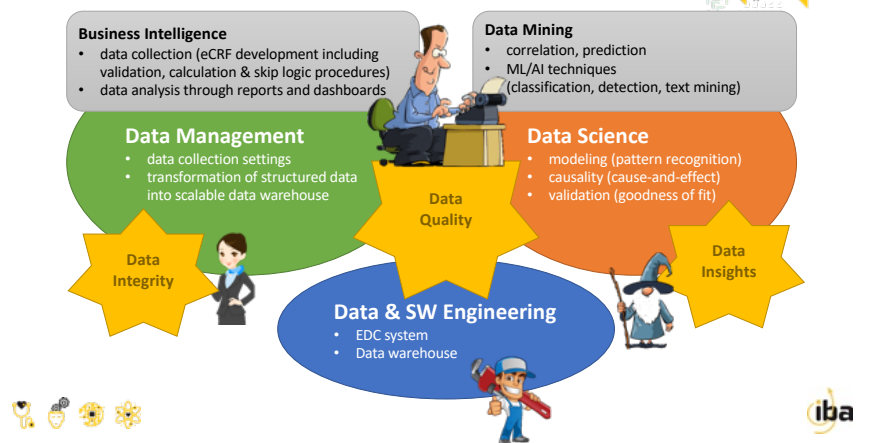 Business Intelligence
• data collection (eCRF development including
validation, calculation & skip logic procedures)
• data analysis through reports and dashboards
Data Mining
• correlation, prediction
• ML/AI techniques
(classification, detection, text mining)
Data Management
• data collection settings
• transformation of structured data
into scalable data warehouse
Data Science
• modeling (pattern recognition)
• causality (cause-and-effect)
• validation (goodness of fit)
Data
Quality
Data
Integrity
Data
Insights
Data & SW Engineering
• EDC system
• Data warehouse
iba